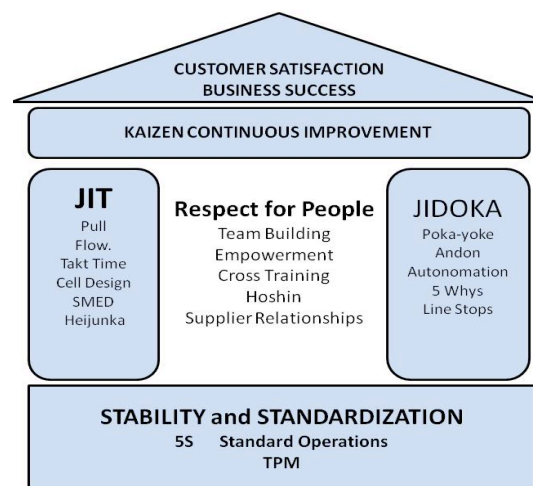 CUSTOMER SATISFACTION
BUSINESS SUCCESS
KAIZEN CONTINUOUS IMPROVEMENT
JIT
Pull
Flow.
Takt Time
Cell Design
SMED
Heijunka
Respect for People
Team Building
Empowerment
Cross Training
Hoshin
Supplier Relationships
JIDOKA
Poka-yoke
Andon
Autonomation
5 Whys
Line Stops
STABILITY and STANDARDIZATION
5S Standard Operations
TPM